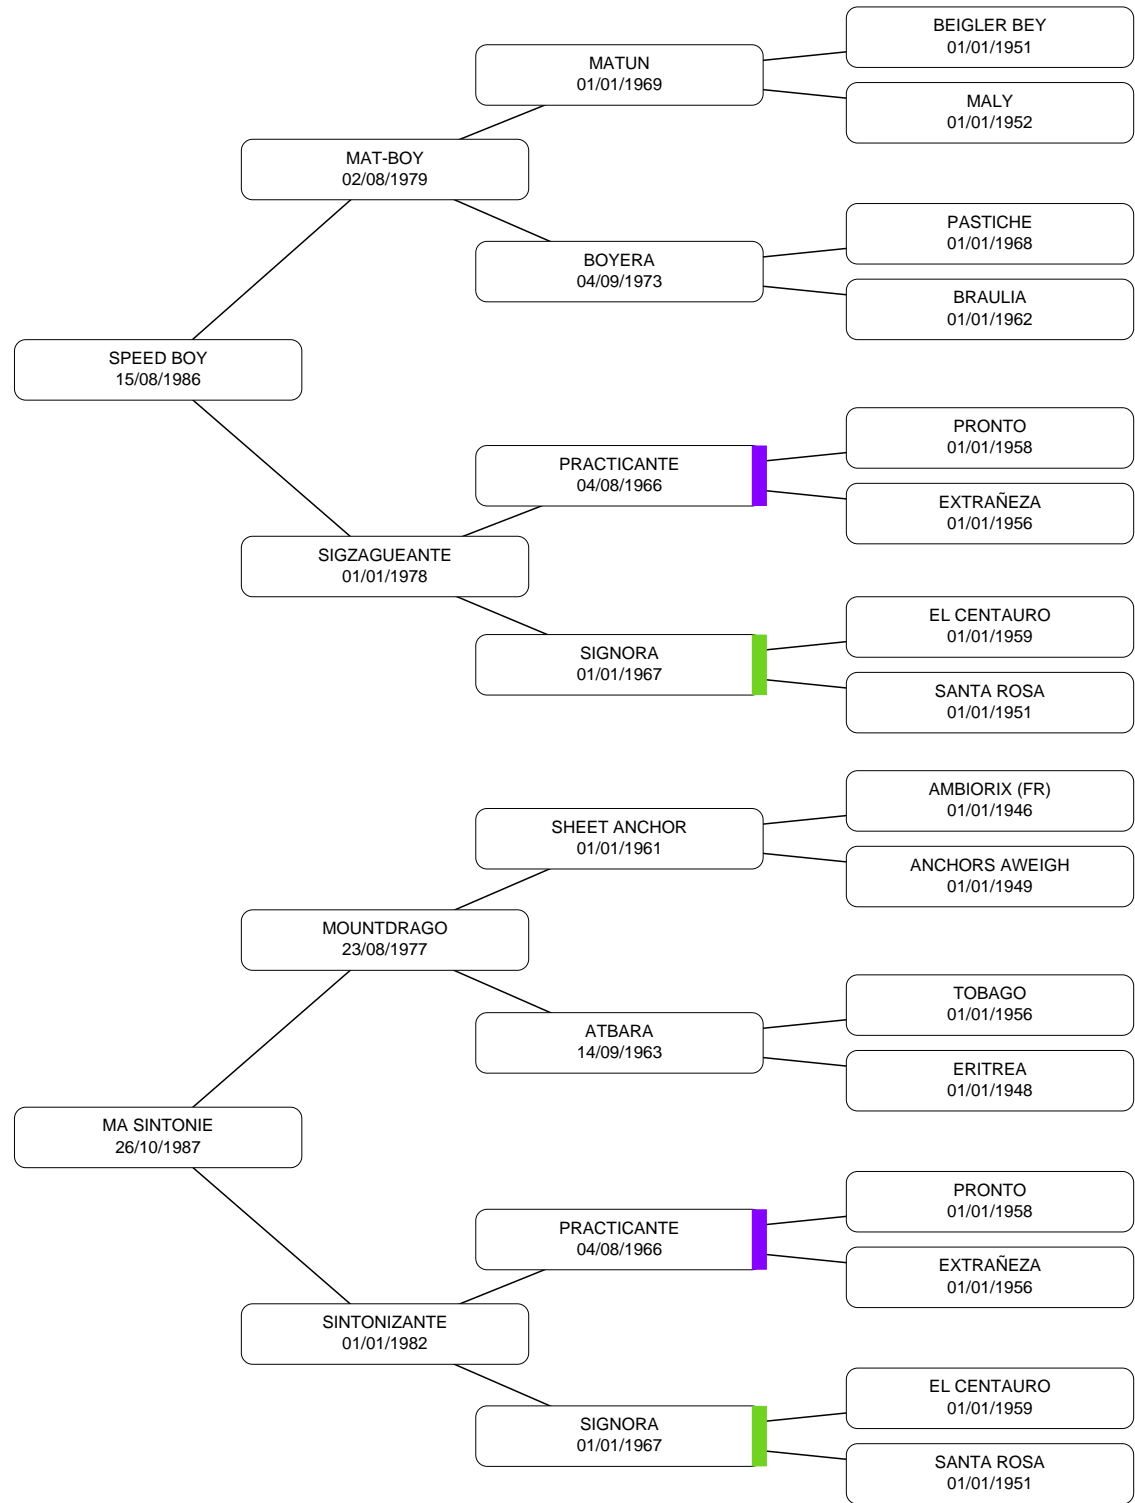 BEIGLER BEY
01/01/1951
MATUN
01/01/1969
MALY
01/01/1952
MAT-BOY
02/08/1979
PASTICHE
01/01/1968
BOYERA
04/09/1973
BRAULIA
01/01/1962
SPEED BOY
15/08/1986
PRONTO
01/01/1958
PRACTICANTE
04/08/1966
EXTRAÑEZA
01/01/1956
SIGZAGUEANTE
01/01/1978
EL CENTAURO
01/01/1959
SIGNORA
01/01/1967
SANTA ROSA
01/01/1951
AMBIORIX (FR)
01/01/1946
SHEET ANCHOR
01/01/1961
ANCHORS AWEIGH
01/01/1949
MOUNTDRAGO
23/08/1977
TOBAGO
01/01/1956
ATBARA
14/09/1963
ERITREA
01/01/1948
MA SINTONIE
26/10/1987
PRONTO
01/01/1958
PRACTICANTE
04/08/1966
EXTRAÑEZA
01/01/1956
SINTONIZANTE
01/01/1982
EL CENTAURO
01/01/1959
SIGNORA
01/01/1967
SANTA ROSA
01/01/1951